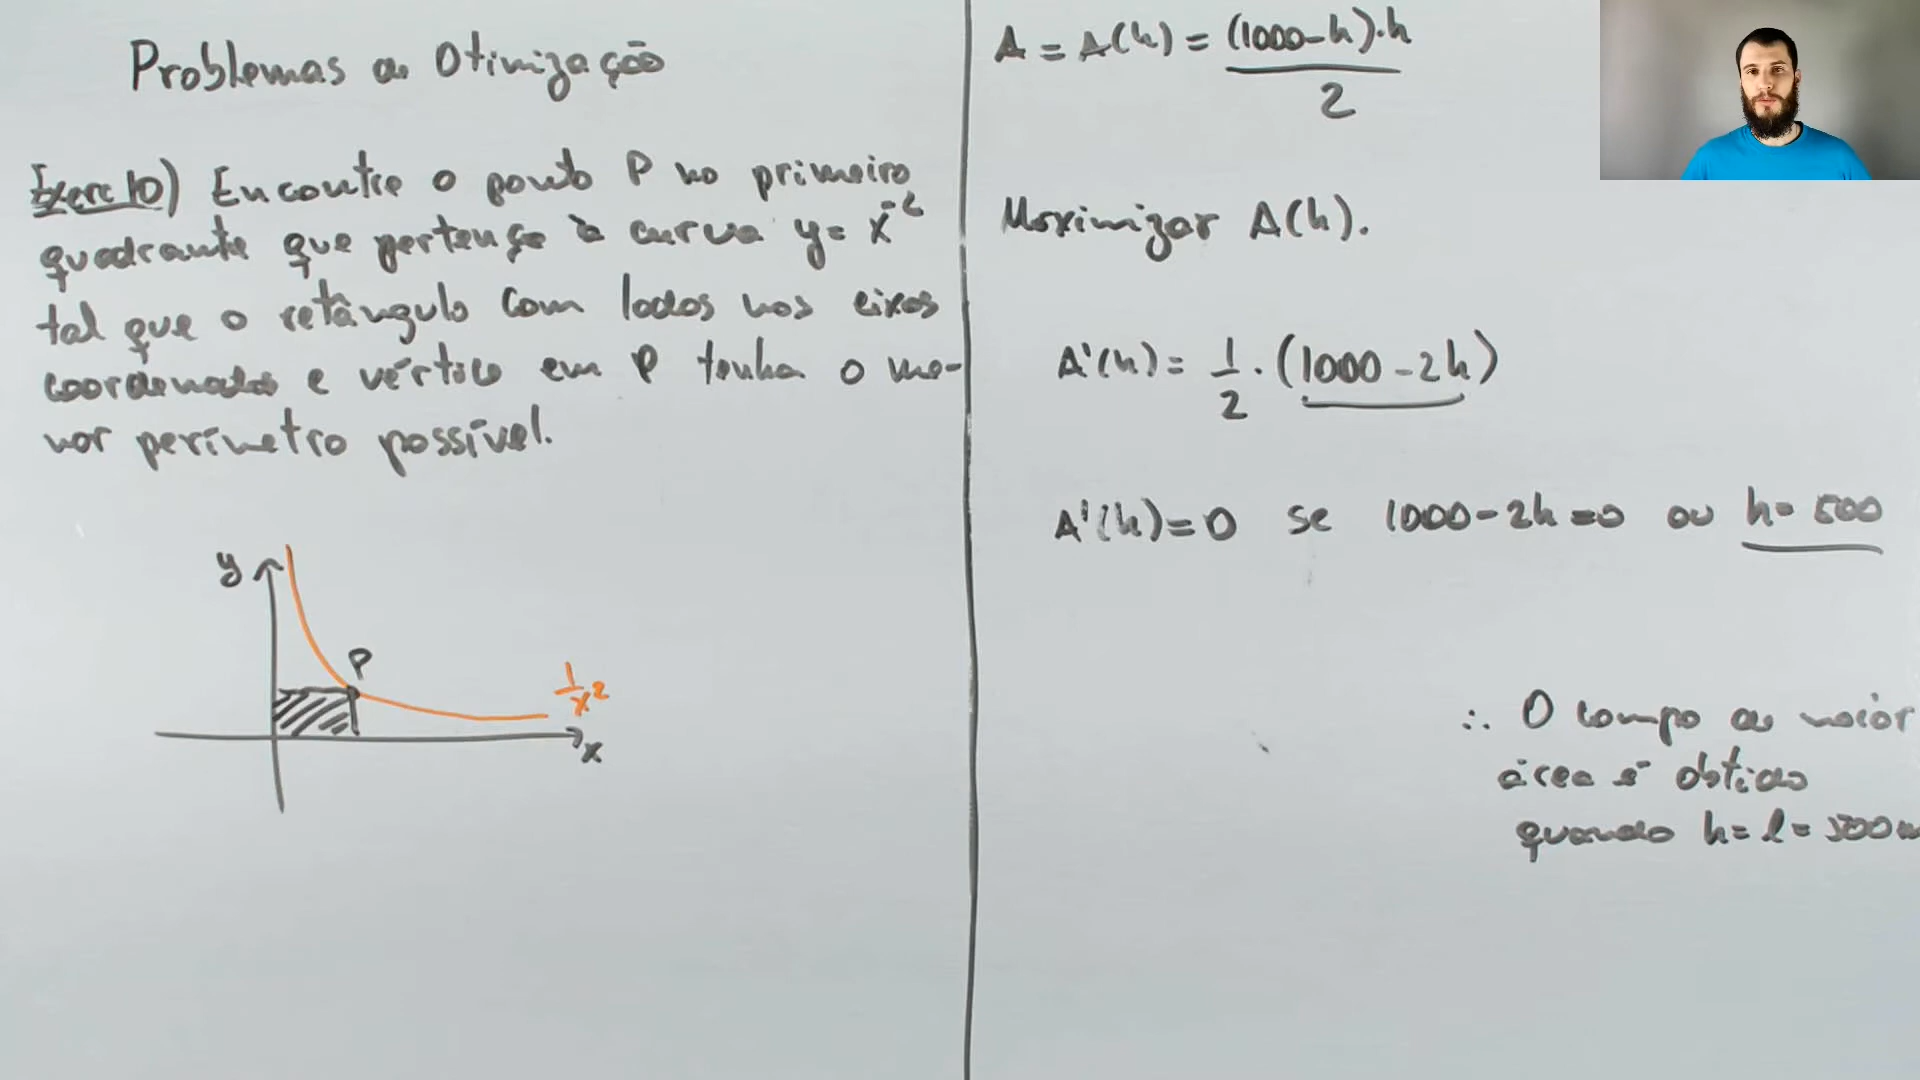 Problemas de Otimização
Exerc 10) Encontre o ponto P no primeiro
quadrante que pertença à curva y = x⁻²
tal que o retângulo com lados nos eixos
coordenados e vértice em P tenha o me-
nor perímetro possível.
y
P
1/x²
x
A = A(h) = (1000-h)·h
2
Maximizar A(h).
A'(h) = 1/2 · (1000 - 2h)
A'(h) = 0 se 1000 - 2h = 0 ou h = 500
∴ O campo de maior
área é obtido
quando h = l = 500m